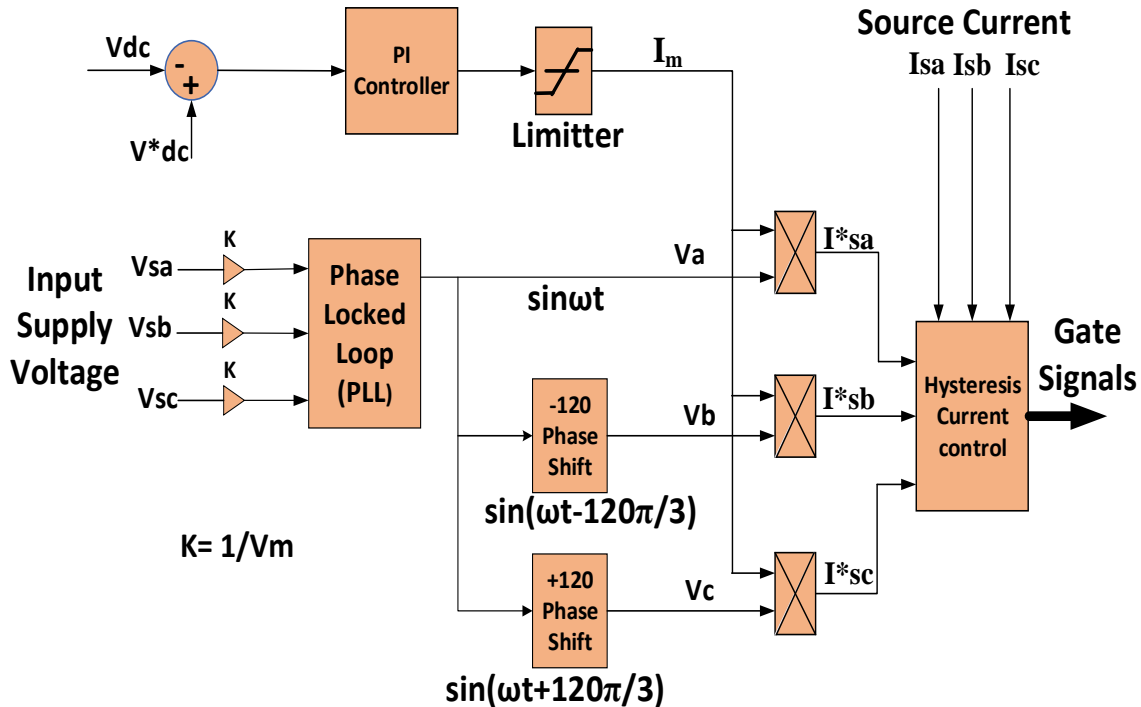 Source Current
Isa Isb Isc
Vdc
-
+
V*dc
PI
Controller
Limitter
I_m
Input
Supply
Voltage
Vsa
K
Vsb
K
Vsc
K
Phase
Locked
Loop
(PLL)
sinωt
Va
I*sa
-120
Phase
Shift
Vb
I*sb
sin(ωt-120π/3)
+120
Phase
Shift
Vc
I*sc
sin(ωt+120π/3)
Hysteresis
Current
control
Gate
Signals
K= 1/Vm